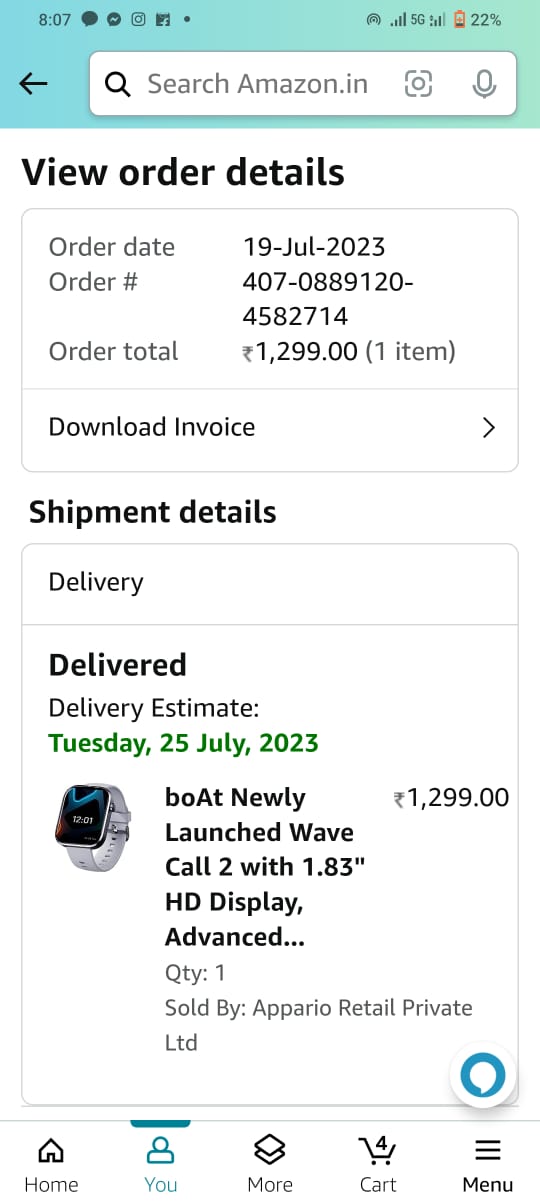 8:07 5G 22%
Search Amazon.in
View order details
Order date 19-Jul-2023
Order # 407-0889120-
4582714
Order total ₹1,299.00 (1 item)
Download Invoice
Shipment details
Delivery
Delivered
Delivery Estimate:
Tuesday, 25 July, 2023
12:01
boAt Newly ₹1,299.00
Launched Wave
Call 2 with 1.83"
HD Display,
Advanced...
Qty: 1
Sold By: Appario Retail Private
Ltd
4
Home You More Cart Menu